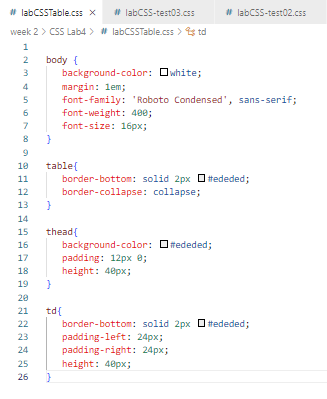 # labCSSTable.css × # labCSS-test03.css # labCSS-test02.css
week 2 > CSS Lab4 > # labCSSTable.css > td
1
2 body {
3 background-color: white;
4 margin: 1em;
5 font-family: 'Roboto Condensed', sans-serif;
6 font-weight: 400;
7 font-size: 16px;
8 }
9
10 table{
11 border-bottom: solid 2px #ededed;
12 border-collapse: collapse;
13 }
14
15 thead{
16 background-color: #ededed;
17 padding: 12px 0;
18 height: 40px;
19 }
20
21 td{
22 border-bottom: solid 2px #ededed;
23 padding-left: 24px;
24 padding-right: 24px;
25 height: 40px;
26 }